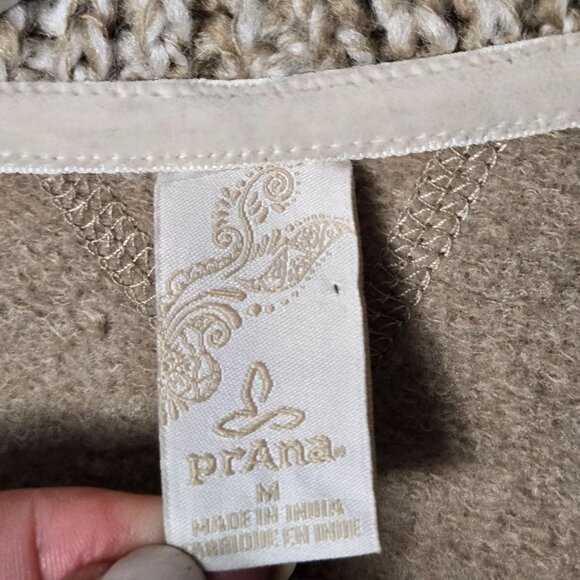 prAna®
M
MADE IN INDIA
FABRIQUE EN INDE